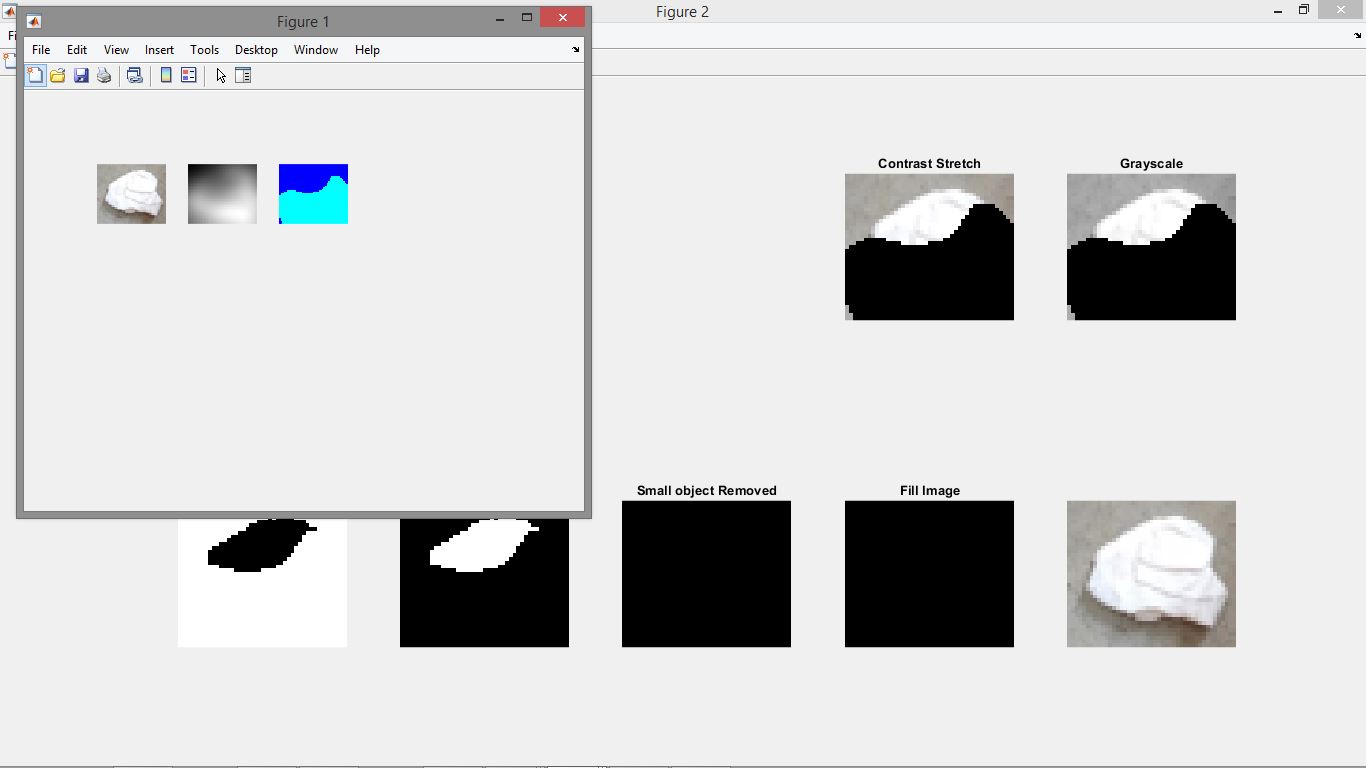 Figure 1
Figure 2
File Edit View Insert Tools Desktop Window Help
Fi
Contrast Stretch
Grayscale
Small object Removed
Fill Image